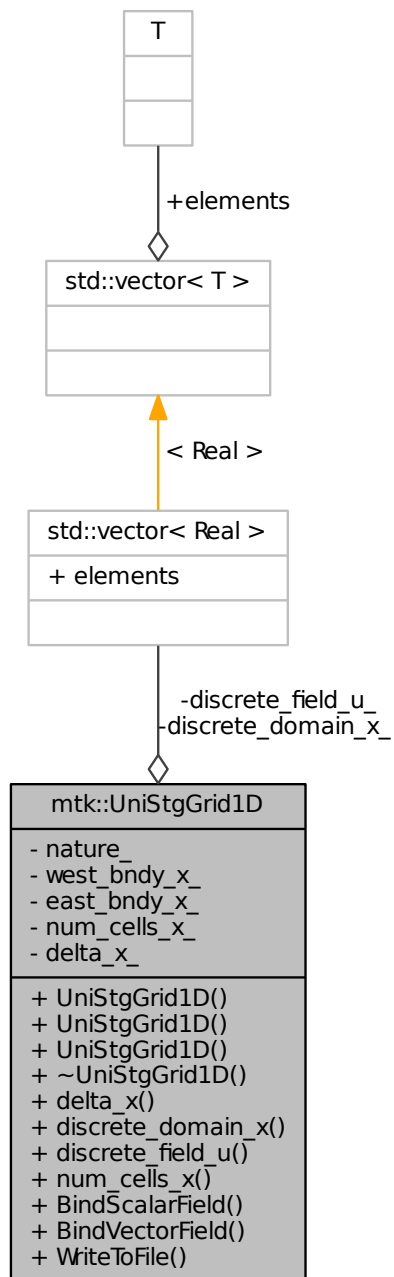 T
+elements
std::vector< T >
< Real >
std::vector< Real >
+ elements
-discrete_field_u_
-discrete_domain_x_
mtk::UniStgGrid1D
- nature_
- west_bndy_x_
- east_bndy_x_
- num_cells_x_
- delta_x_
+ UniStgGrid1D()
+ UniStgGrid1D()
+ UniStgGrid1D()
+ ~UniStgGrid1D()
+ delta_x()
+ discrete_domain_x()
+ discrete_field_u()
+ num_cells_x()
+ BindScalarField()
+ BindVectorField()
+ WriteToFile()